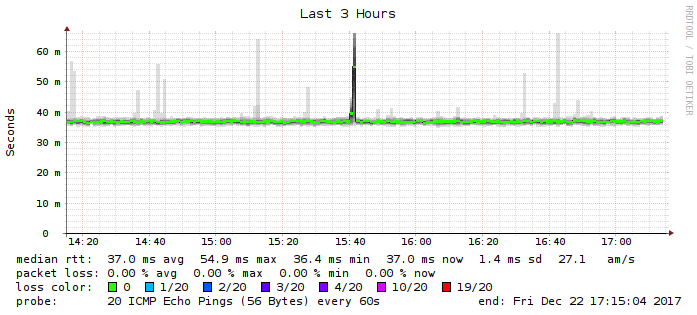 Last 3 Hours
RRDTOOL / TOBI OETIKER
Seconds
60 m
50 m
40 m
30 m
20 m
10 m
0
14:20 14:40 15:00 15:20 15:40 16:00 16:20 16:40 17:00
median rtt: 37.0 ms avg 54.9 ms max 36.4 ms min 37.0 ms now 1.4 ms sd 27.1 am/s
packet loss: 0.00 % avg 0.00 % max 0.00 % min 0.00 % now
loss color: 0 1/20 2/20 3/20 4/20 10/20 19/20
probe: 20 ICMP Echo Pings (56 Bytes) every 60s end: Fri Dec 22 17:15:04 2017